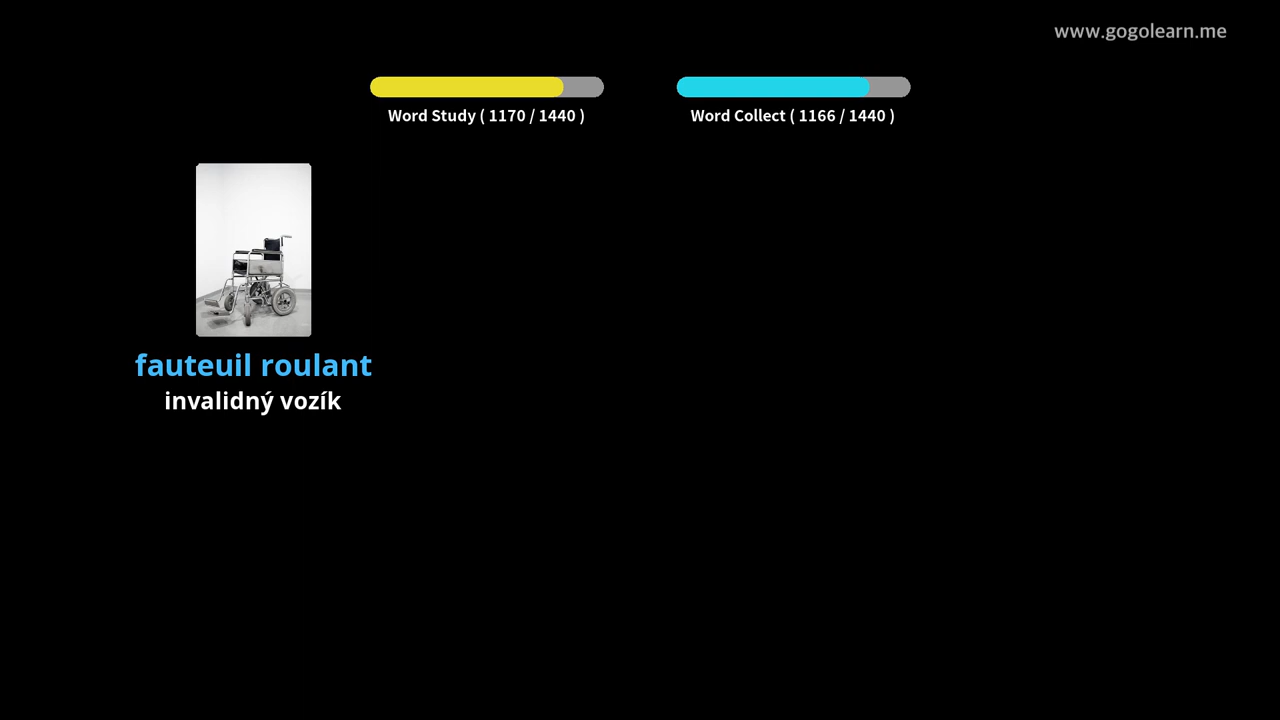 www.gogolearn.me
Word Study ( 1170 / 1440 )
Word Collect ( 1166 / 1440 )
fauteuil roulant
invalidný vozík